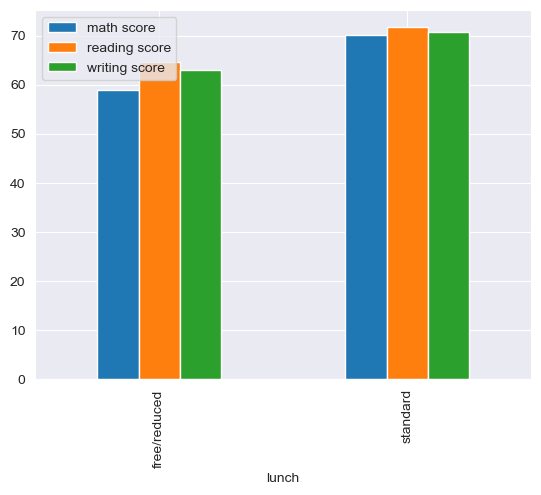 math score
reading score
writing score
70
60
50
40
30
20
10
0
free/reduced
standard
lunch